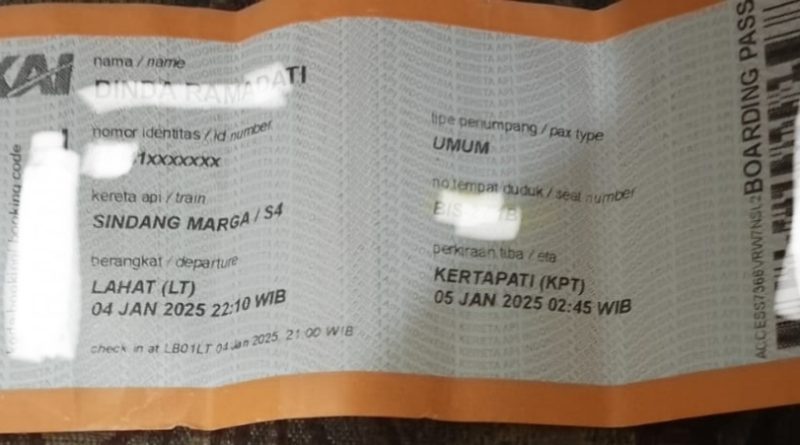 KAI
nama / name
nomor identitas / id number
1xxxxxxx
kereta api / train
SINDANG MARGA / S4
berangkat / departure
LAHAT (LT)
04 JAN 2025 22:10 WIB
check in at LB01LT 04 Jan 2025, 21:00 WIB
tipe penumpang / pax type
UMUM
no.tempat duduk / seat number
perkiraan tiba / eta
KERTAPATI (KPT)
05 JAN 2025 02:45 WIB
BOARDING PASS